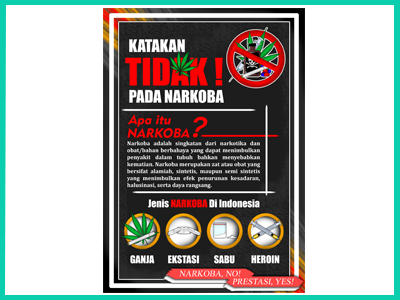 KATAKAN
TIDAK !
PADA NARKOBA
Apa itu
NARKOBA ?
Narkoba adalah singkatan dari narkotika dan
obat/bahan berbahaya yang dapat menimbulkan
penyakit dalam tubuh bahkan menyebabkan
kematian. Narkoba merupakan zat atau obat yang
bersifat alamiah, sintetis, maupun semi sintetis
yang menimbulkan efek penurunan kesadaran,
halusinasi, serta daya rangsang.
Jenis NARKOBA Di Indonesia
GANJA EKSTASI SABU HEROIN
NARKOBA, NO!
PRESTASI, YES!